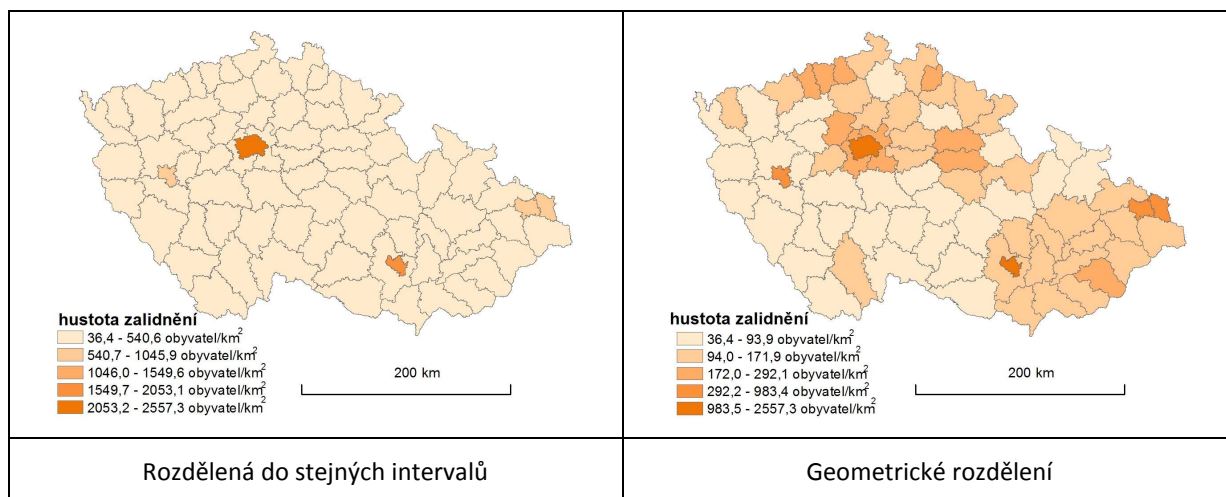 hustota zalidnění
36,4 - 540,6 obyvatel/km²
540,7 - 1045,9 obyvatel/km²
1046,0 - 1549,6 obyvatel/km²
1549,7 - 2053,1 obyvatel/km²
2053,2 - 2557,3 obyvatel/km²
200 km
Rozdělená do stejných intervalů
hustota zalidnění
36,4 - 93,9 obyvatel/km²
94,0 - 171,9 obyvatel/km²
172,0 - 292,1 obyvatel/km²
292,2 - 983,4 obyvatel/km²
983,5 - 2557,3 obyvatel/km²
200 km
Geometrické rozdělení